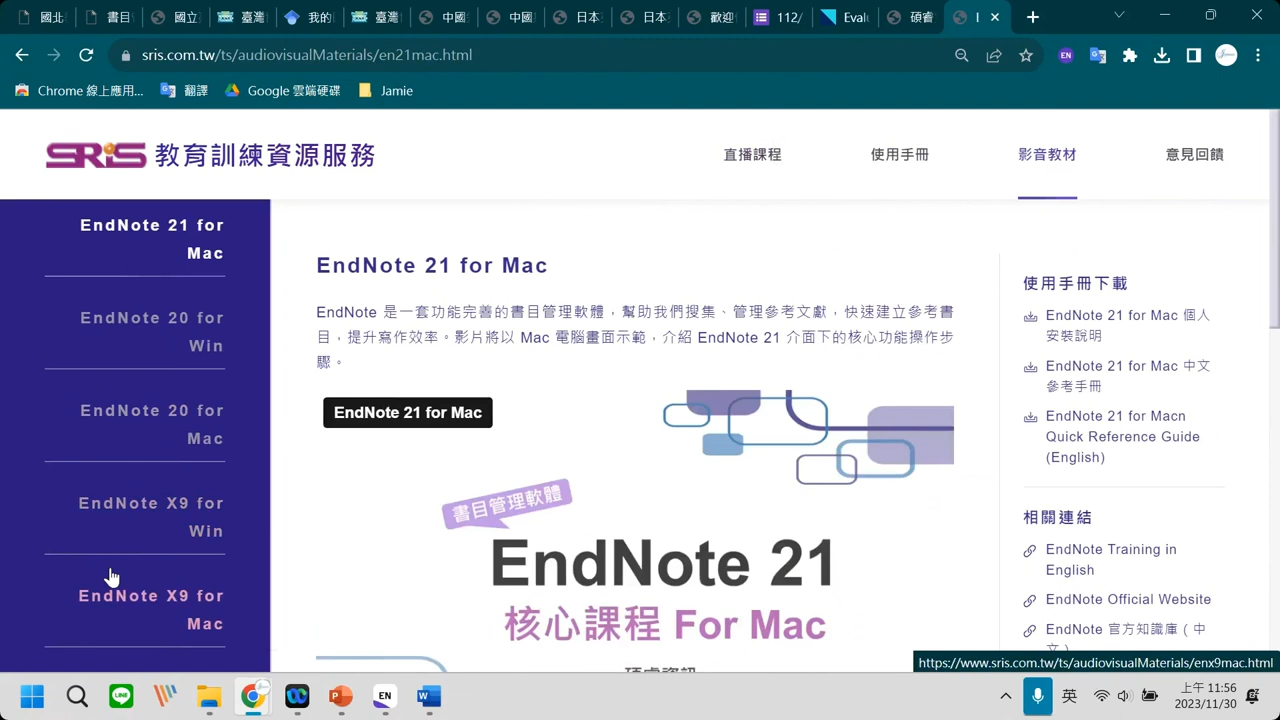 國北
書目
國立
臺灣
我的
臺灣
中國
中國
日本
日本
歡迎
112/
Evalu
碩睿
I
sris.com.tw/ts/audiovisualMaterials/en21mac.html
EN
Chrome 線上應用...
翻譯
Google 雲端硬碟
Jamie
SRIS 教育訓練資源服務
直播課程
使用手冊
影音教材
意見回饋
EndNote 21 for
Mac
EndNote 20 for
Win
EndNote 20 for
Mac
EndNote X9 for
Win
EndNote X9 for
Mac
EndNote 21 for Mac
EndNote 是一套功能完善的書目管理軟體，幫助我們搜集、管理參考文獻，快速建立參考書
目，提升寫作效率。影片將以 Mac 電腦畫面示範，介紹 EndNote 21 介面下的核心功能操作步
驟。
EndNote 21 for Mac
書目管理軟體
EndNote 21
核心課程 For Mac
碩睿資訊
使用手冊下載
EndNote 21 for Mac 個人
安裝說明
EndNote 21 for Mac 中文
參考手冊
EndNote 21 for Macn
Quick Reference Guide
(English)
相關連結
EndNote Training in
English
EndNote Official Website
EndNote 官方知識庫（中
文）
https://www.sris.com.tw/ts/audiovisualMaterials/enx9mac.html
LINE
EN
英
上午 11:56
2023/11/30